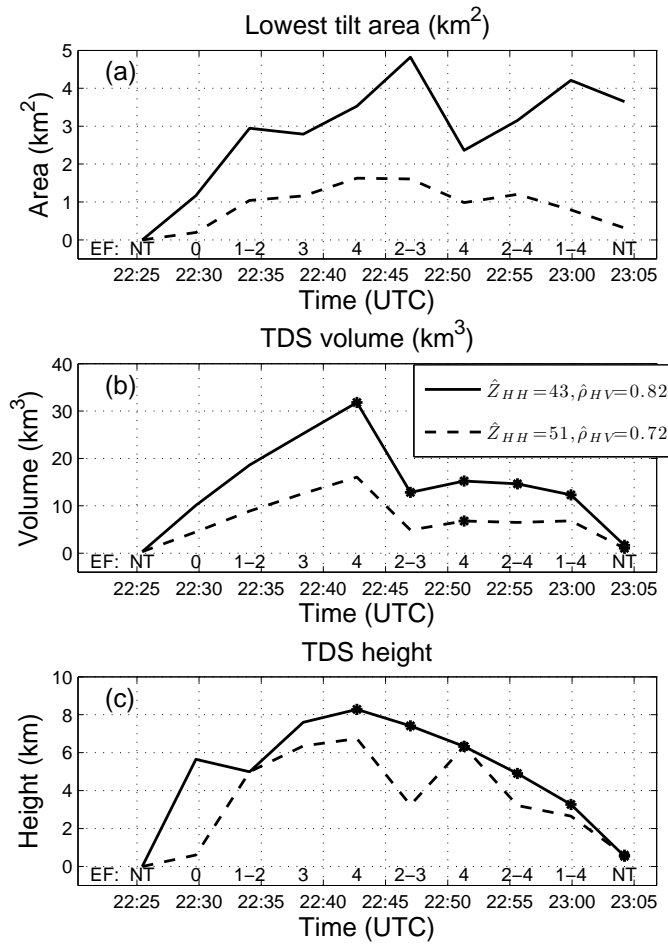 Lowest tilt area (km²)
(a)
Area (km²)
5
4
3
2
1
0
EF: NT 0 1−2 3 4 2−3 4 2−4 1−4 NT
22:25 22:30 22:35 22:40 22:45 22:50 22:55 23:00 23:05
Time (UTC)
TDS volume (km³)
(b)
Volume (km³)
40
30
20
10
0
Ẑ_HH=43, ρ̂_HV=0.82
Ẑ_HH=51, ρ̂_HV=0.72
EF: NT 0 1−2 3 4 2−3 4 2−4 1−4 NT
22:25 22:30 22:35 22:40 22:45 22:50 22:55 23:00 23:05
Time (UTC)
TDS height
(c)
Height (km)
10
8
6
4
2
0
EF: NT 0 1−2 3 4 2−3 4 2−4 1−4 NT
22:25 22:30 22:35 22:40 22:45 22:50 22:55 23:00 23:05
Time (UTC)